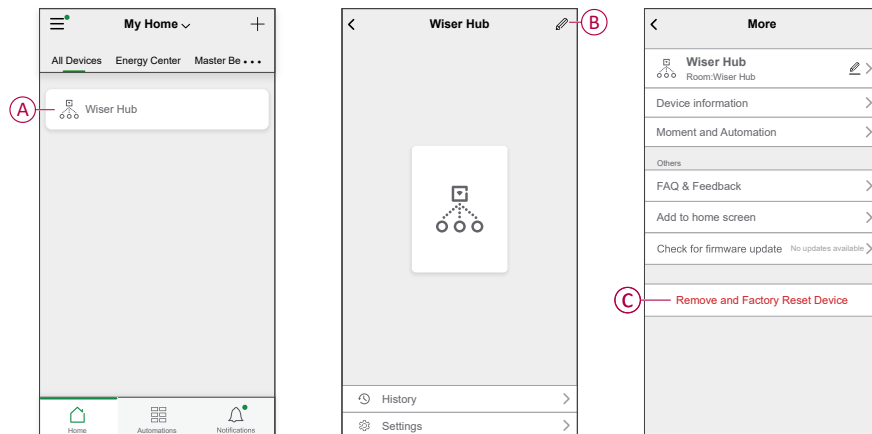 My Home
All Devices Energy Center Master Be •••
A
Wiser Hub
Home Automations Notifications
Wiser Hub
B
History
Settings
More
Wiser Hub
Room:Wiser Hub
Device information
Moment and Automation
Others
FAQ & Feedback
Add to home screen
Check for firmware update No updates available
C
Remove and Factory Reset Device